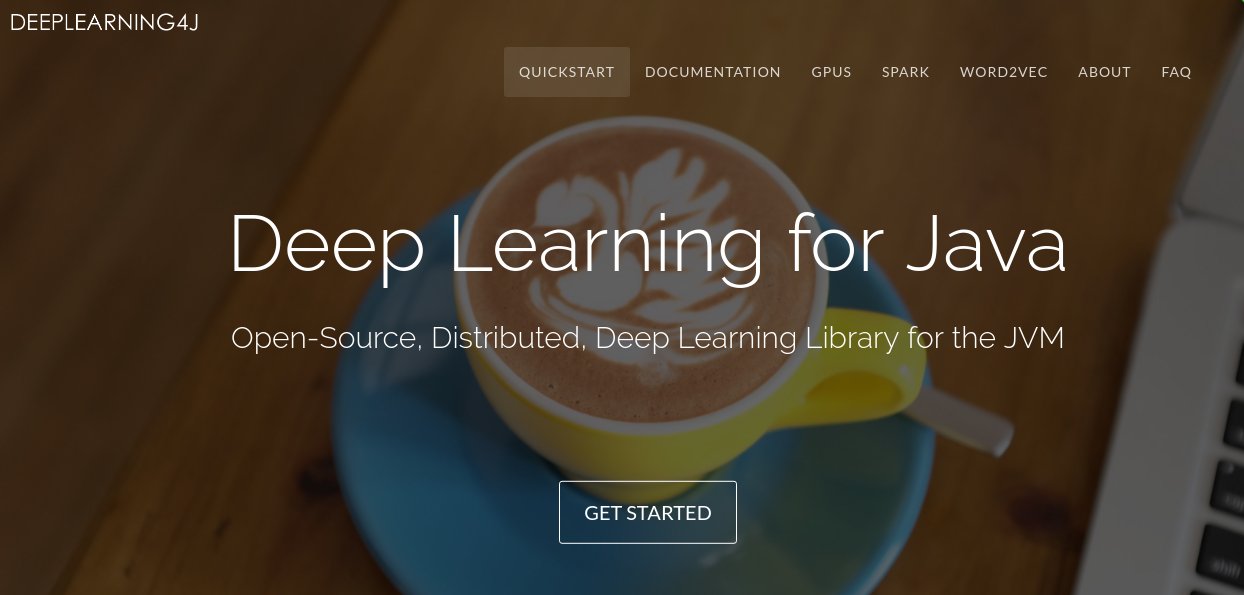 DEEPLEARNING4J
QUICKSTART DOCUMENTATION GPUS SPARK WORD2VEC ABOUT FAQ
Deep Learning for Java
Open-Source, Distributed, Deep Learning Library for the JVM
GET STARTED
shift